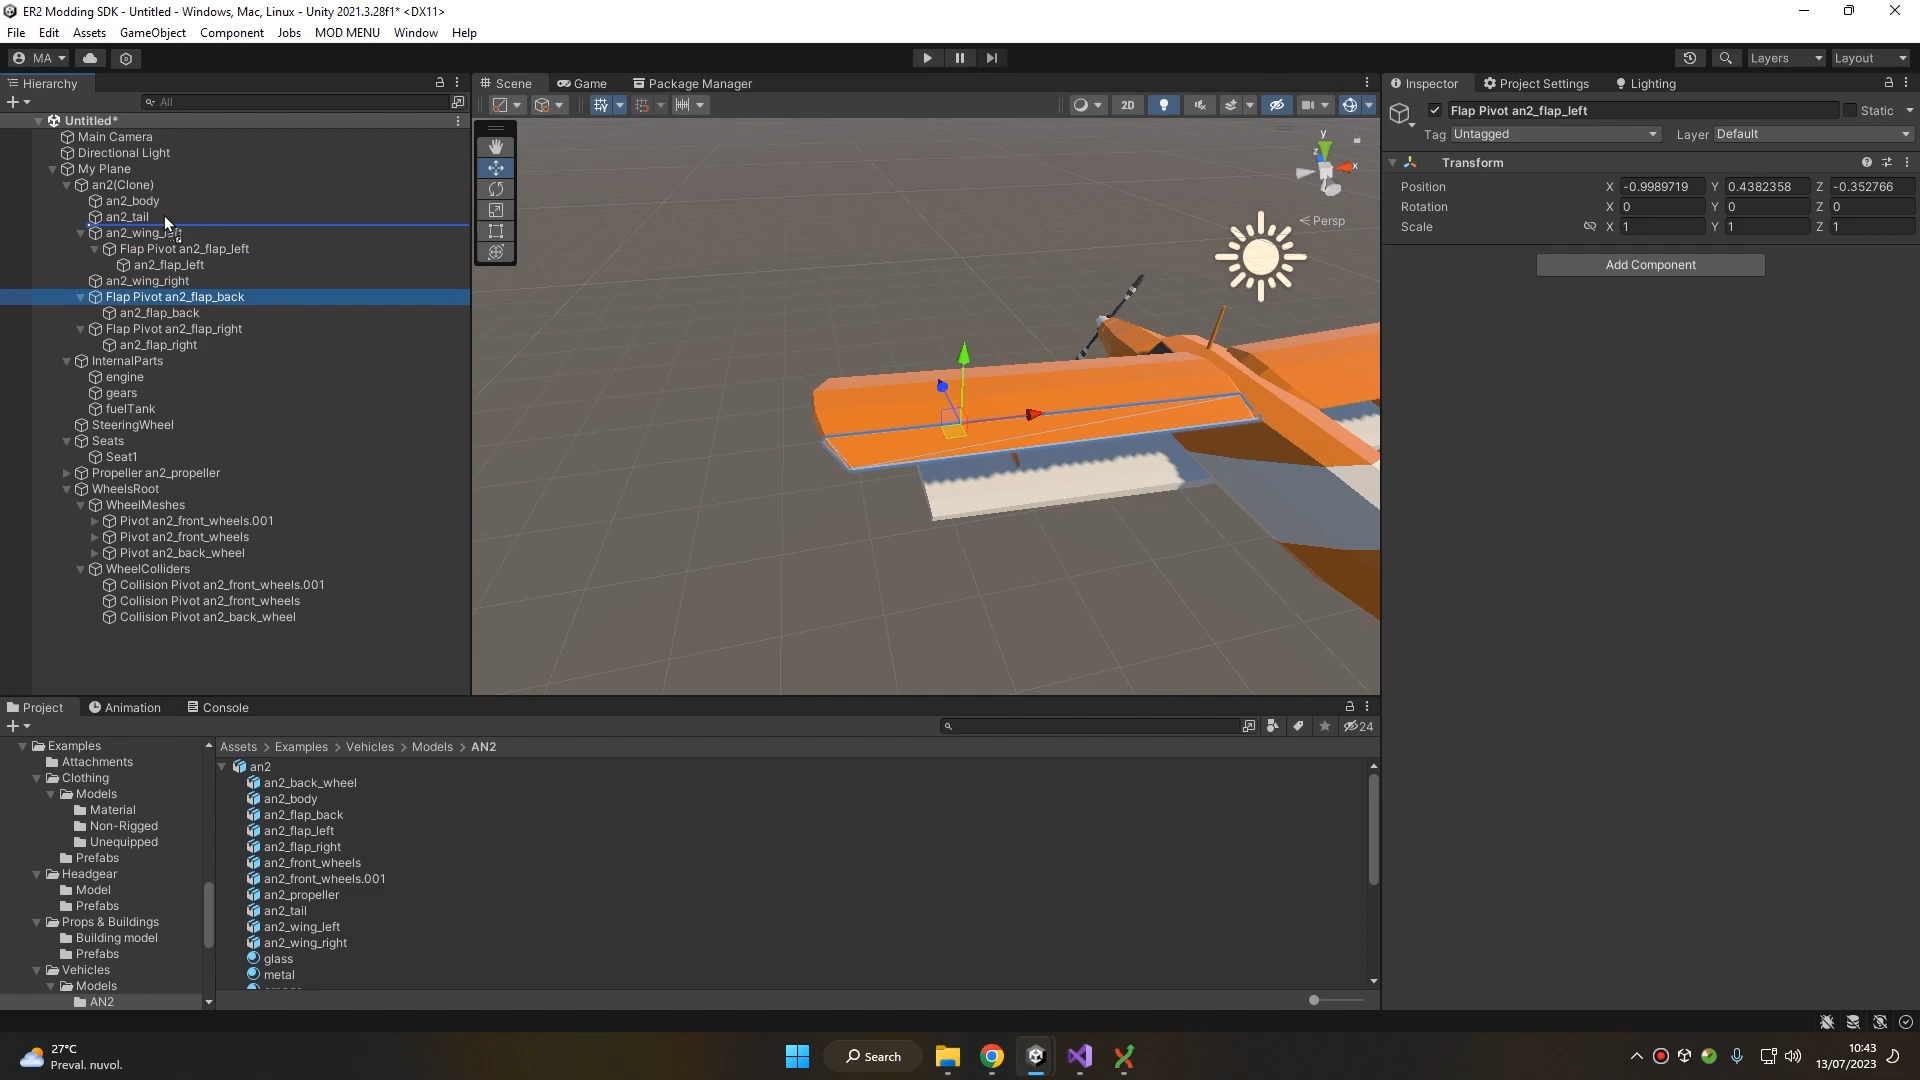 ER2 Modding SDK - Untitled - Windows, Mac, Linux - Unity 2021.3.28f1* <DX11>
File Edit Assets GameObject Component Jobs MOD MENU Window Help
MA Layers Layout
Hierarchy
All
Untitled*
Main Camera
Directional Light
My Plane
an2(Clone)
an2_body
an2_tail
an2_wing_left
Flap Pivot an2_flap_left
an2_flap_left
an2_wing_right
Flap Pivot an2_flap_back
an2_flap_back
Flap Pivot an2_flap_right
an2_flap_right
InternalParts
engine
gears
fuelTank
SteeringWheel
Seats
Seat1
Propeller an2_propeller
WheelsRoot
WheelMeshes
Pivot an2_front_wheels.001
Pivot an2_front_wheels
Pivot an2_back_wheel
WheelColliders
Collision Pivot an2_front_wheels.001
Collision Pivot an2_front_wheels
Collision Pivot an2_back_wheel
Scene Game Package Manager
2D
y
z x
Persp
Inspector Project Settings Lighting
Flap Pivot an2_flap_left Static
Tag Untagged Layer Default
Transform
Position X -0.9989719 Y 0.4382358 Z -0.352766
Rotation X 0 Y 0 Z 0
Scale X 1 Y 1 Z 1
Add Component
Project Animation Console
24
Examples
Attachments
Clothing
Models
Material
Non-Rigged
Unequipped
Prefabs
Headgear
Model
Prefabs
Props & Buildings
Building model
Prefabs
Vehicles
Models
AN2
Assets > Examples > Vehicles > Models > AN2
an2
an2_back_wheel
an2_body
an2_flap_back
an2_flap_left
an2_flap_right
an2_front_wheels
an2_front_wheels.001
an2_propeller
an2_tail
an2_wing_left
an2_wing_right
glass
metal
27°C
Preval. nuvol.
Search
10:43
13/07/2023